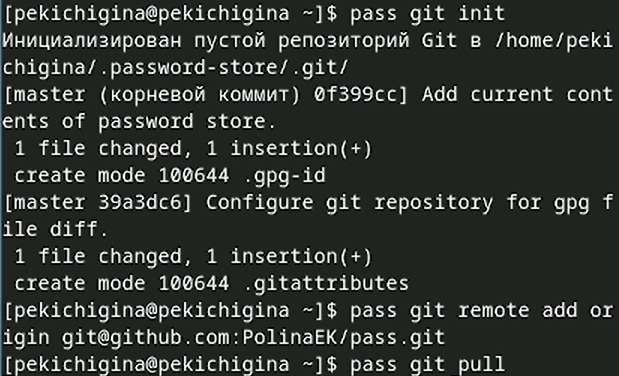 [pekichigina@pekichigina ~]$ pass git init
Инициализирован пустой репозиторий Git в /home/peki
chigina/.password-store/.git/
[master (корневой коммит) 0f399cc] Add current cont
ents of password store.
 1 file changed, 1 insertion(+)
 create mode 100644 .gpg-id
[master 39a3dc6] Configure git repository for gpg f
ile diff.
 1 file changed, 1 insertion(+)
 create mode 100644 .gitattributes
[pekichigina@pekichigina ~]$ pass git remote add or
igin git@github.com:PolinaEK/pass.git
[pekichigina@pekichigina ~]$ pass git pull